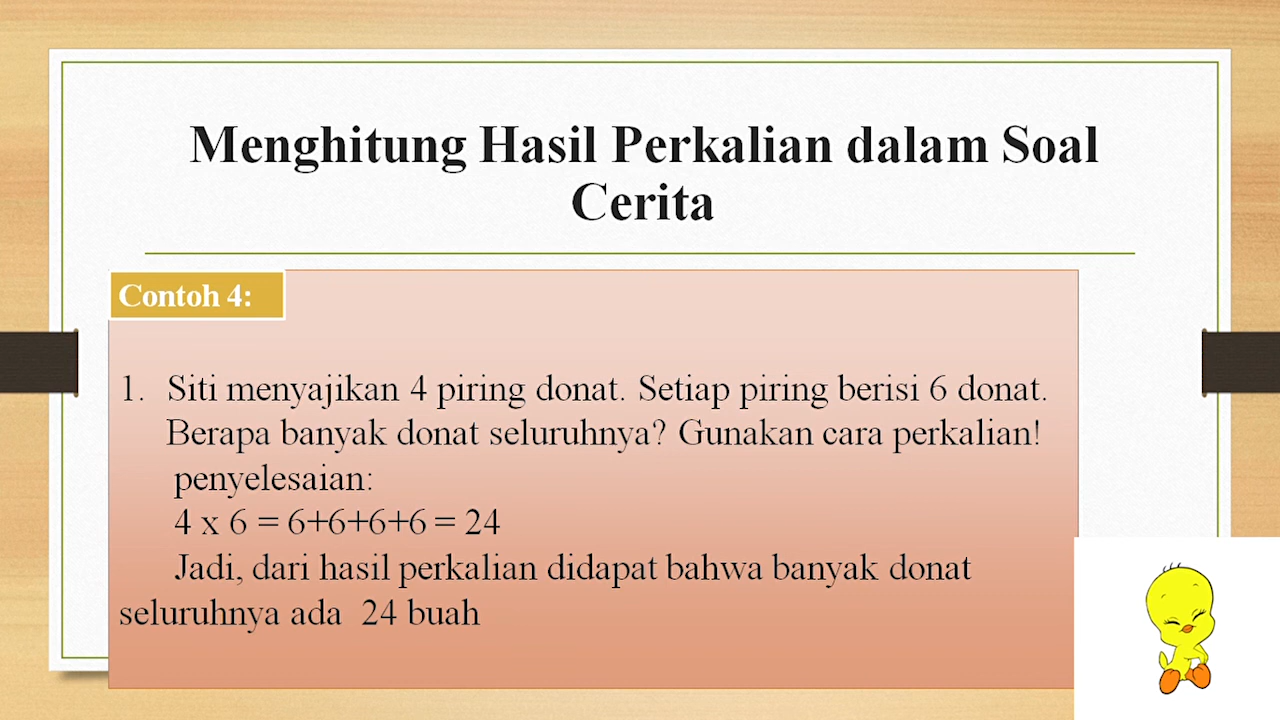 Menghitung Hasil Perkalian dalam Soal
Cerita
Contoh 4:
1. Siti menyajikan 4 piring donat. Setiap piring berisi 6 donat.
Berapa banyak donat seluruhnya? Gunakan cara perkalian!
penyelesaian:
4 x 6 = 6+6+6+6 = 24
Jadi, dari hasil perkalian didapat bahwa banyak donat
seluruhnya ada 24 buah